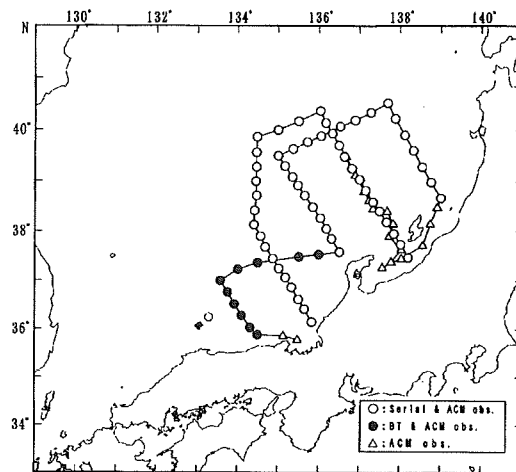 N 130° 132° 134° 136° 138° 140°
40°
38°
36°
34°
○ :Serial & ACM obs.
● :BT & ACM obs.
△ :ACM obs.